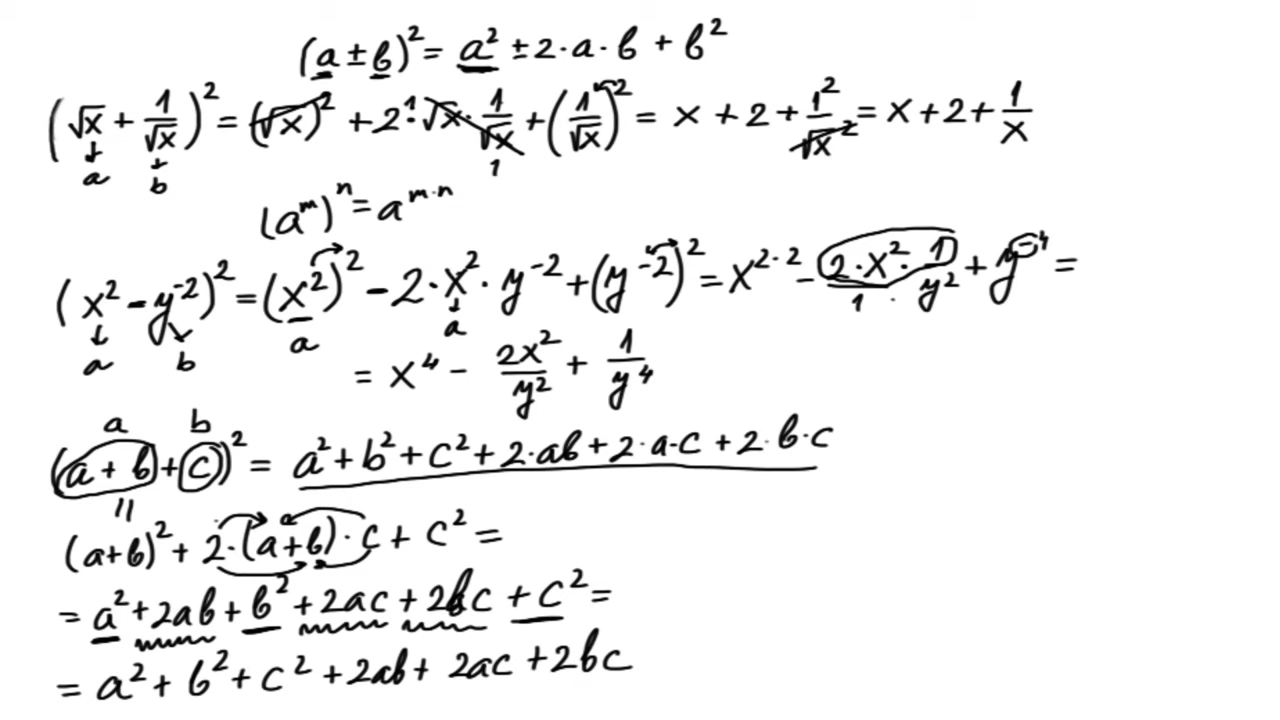 (a ± b)² = a² ± 2·a·b + b²
(√x + 1/√x)² = (√x)² + 2·√x·1/√x + (1/√x)² = x + 2 + 1²/√x² = x + 2 + 1/x
1
a b 1
(aᵐ)ⁿ = aᵐ·ⁿ
(x² - y⁻²)² = (x²)² - 2·x²·y⁻² + (y⁻²)² = x²·² - 2·x²/1·1/y² + y⁻⁴ =
a b a a
= x⁴ - 2x²/y² + 1/y⁴
a b
(a + b + c)² = a² + b² + c² + 2·ab + 2·a·c + 2·b·c
(a+b)² + 2·(a+b)·c + c² =
= a² + 2ab + b² + 2ac + 2bc + c² =
= a² + b² + c² + 2ab + 2ac + 2bc